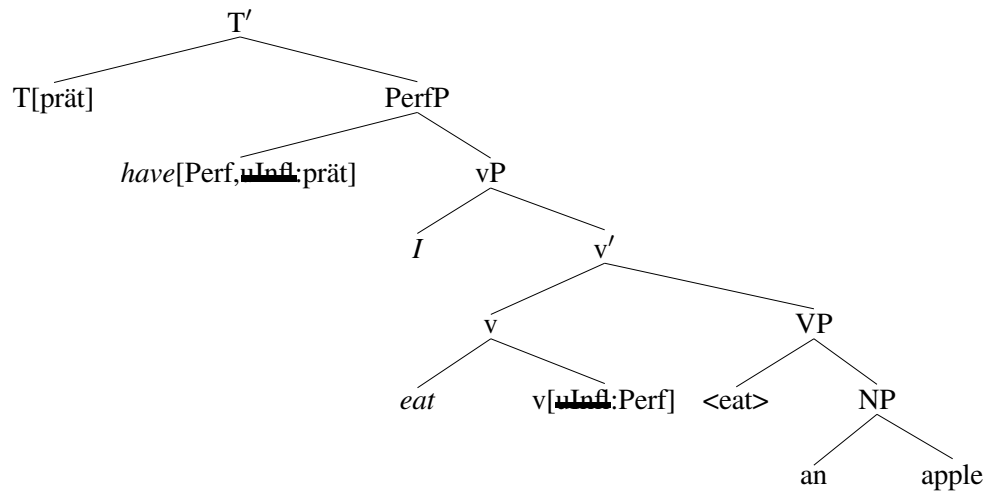 T′
T[prät] PerfP
have[Perf,uInfl:prät] vP
I v′
v VP
eat v[uInfl:Perf] <eat> NP
an apple